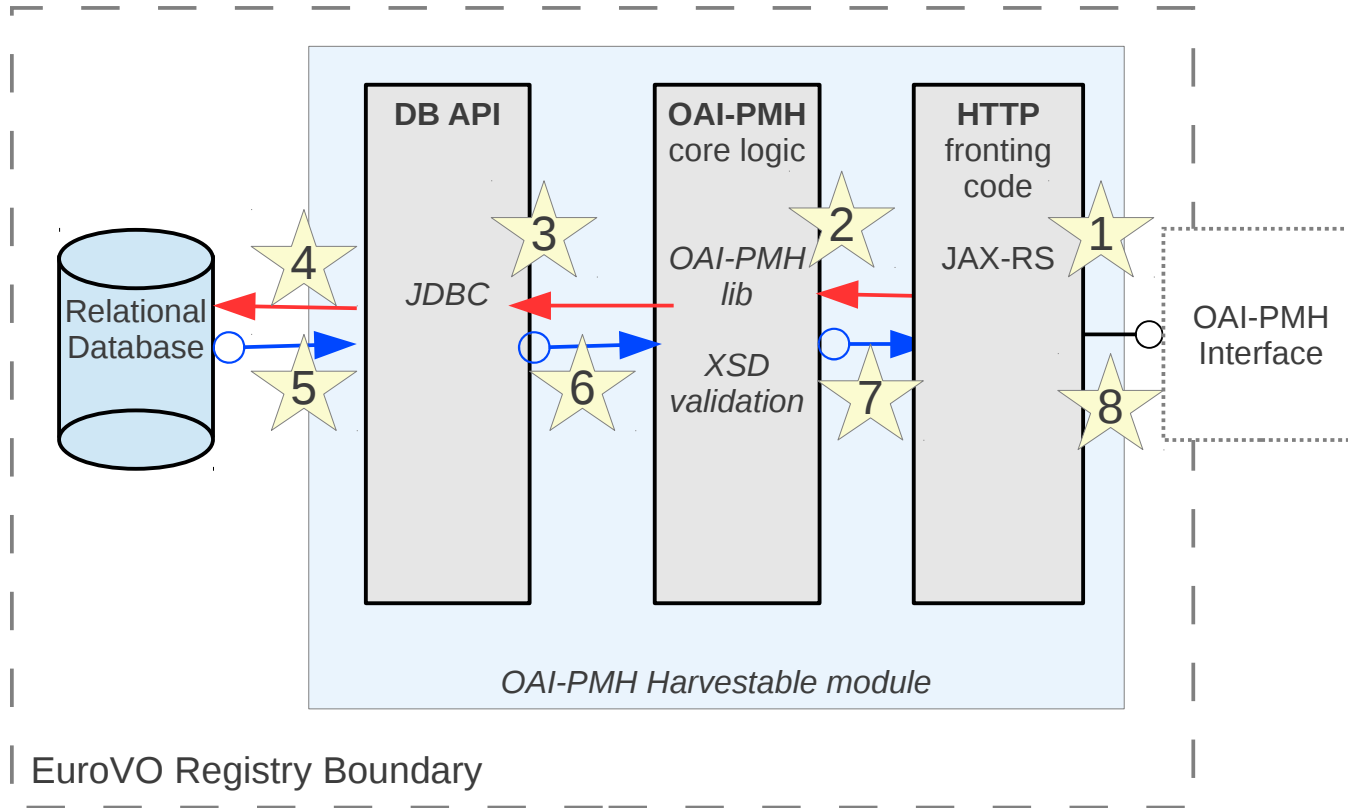 DB API
JDBC
OAI-PMH
core logic
OAI-PMH
lib
XSD
validation
HTTP
fronting
code
JAX-RS
1
2
3
4
5
6
7
8
Relational
Database
OAI-PMH
Interface
OAI-PMH Harvestable module
EuroVO Registry Boundary